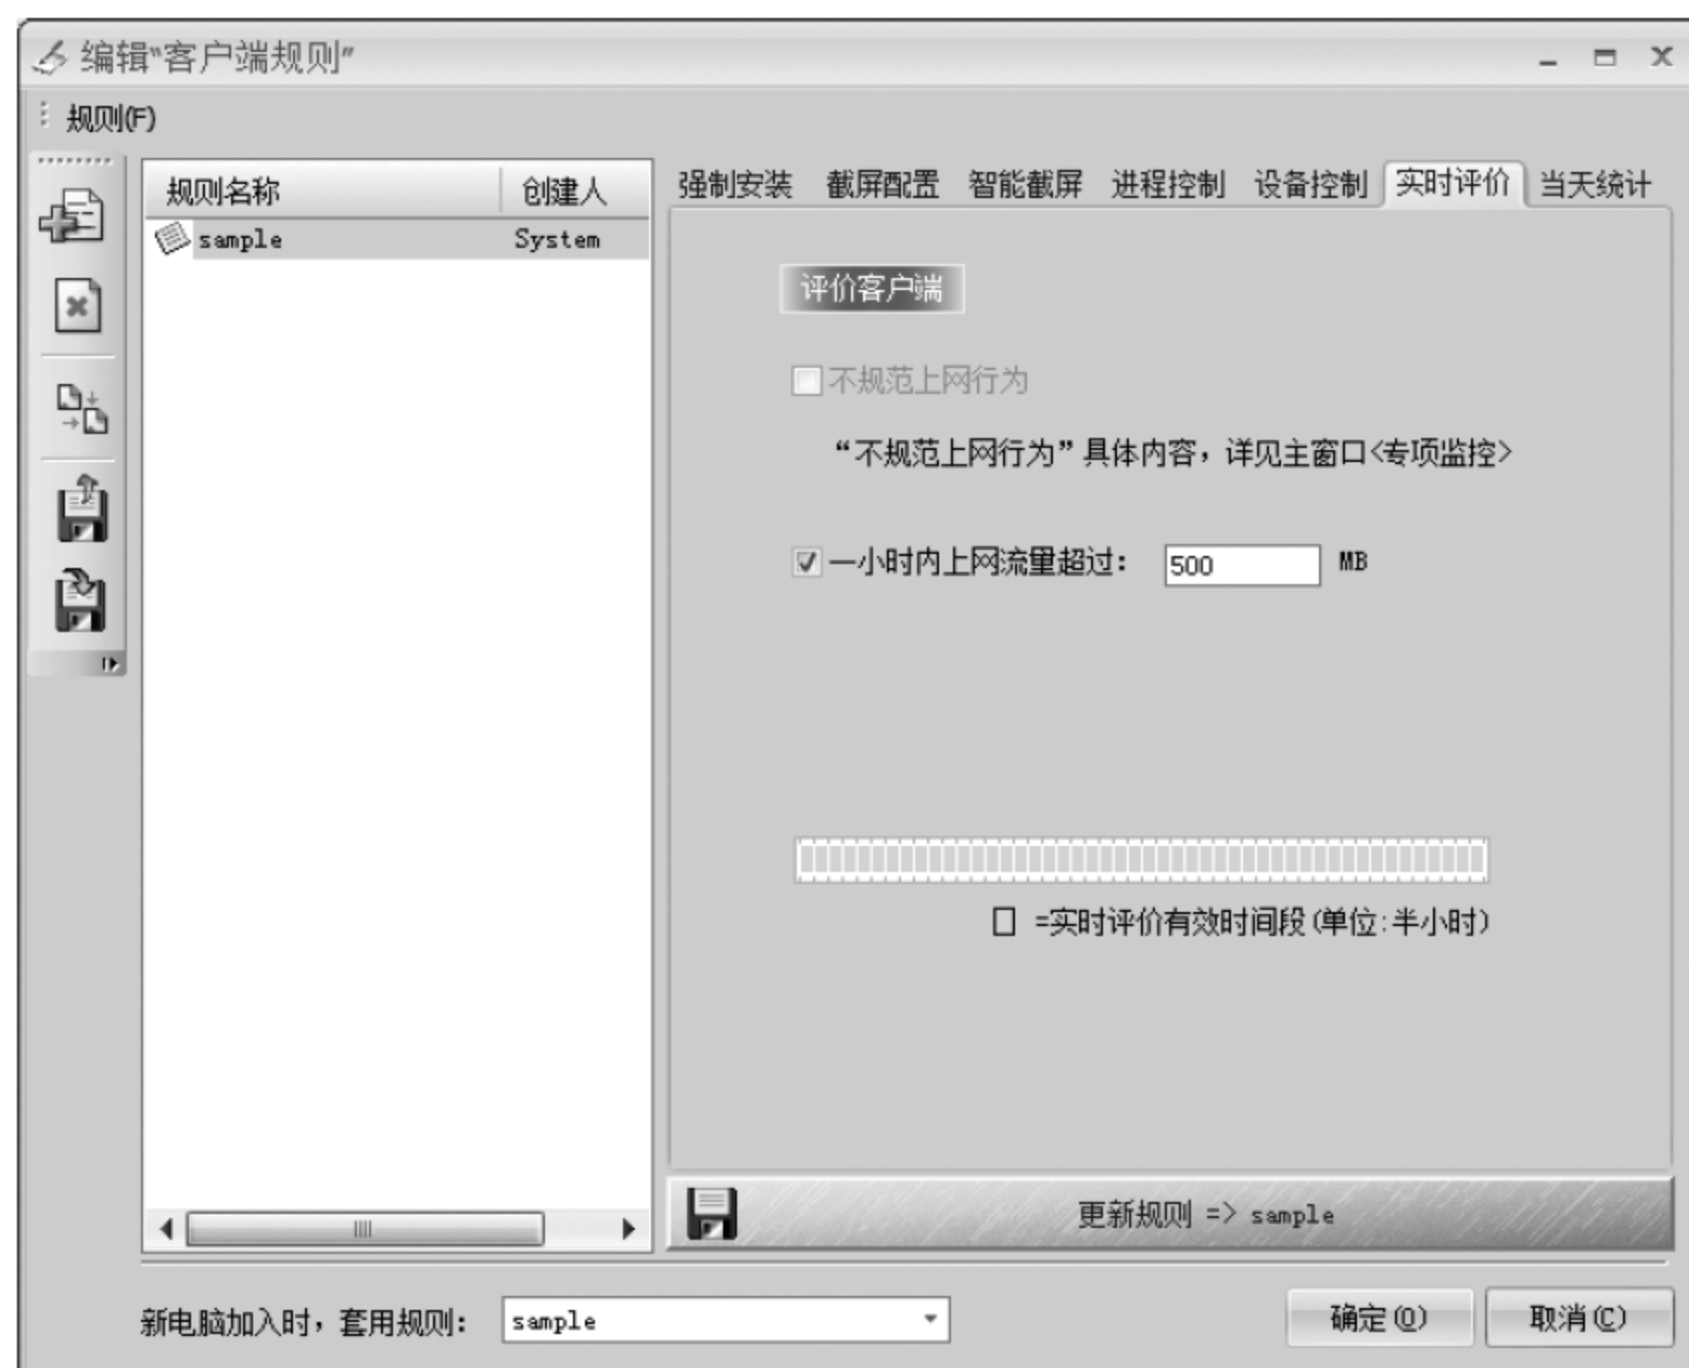 编辑“客户端规则”
规则(F)
规则名称 创建人
sample System
强制安装 截屏配置 智能截屏 进程控制 设备控制 实时评价 当天统计
评价客户端
不规范上网行为
“不规范上网行为”具体内容，详见主窗口<专项监控>
一小时内上网流量超过： 500 MB
=实时评价有效时间段(单位:半小时)
更新规则 => sample
新电脑加入时，套用规则： sample
确定(O) 取消(C)